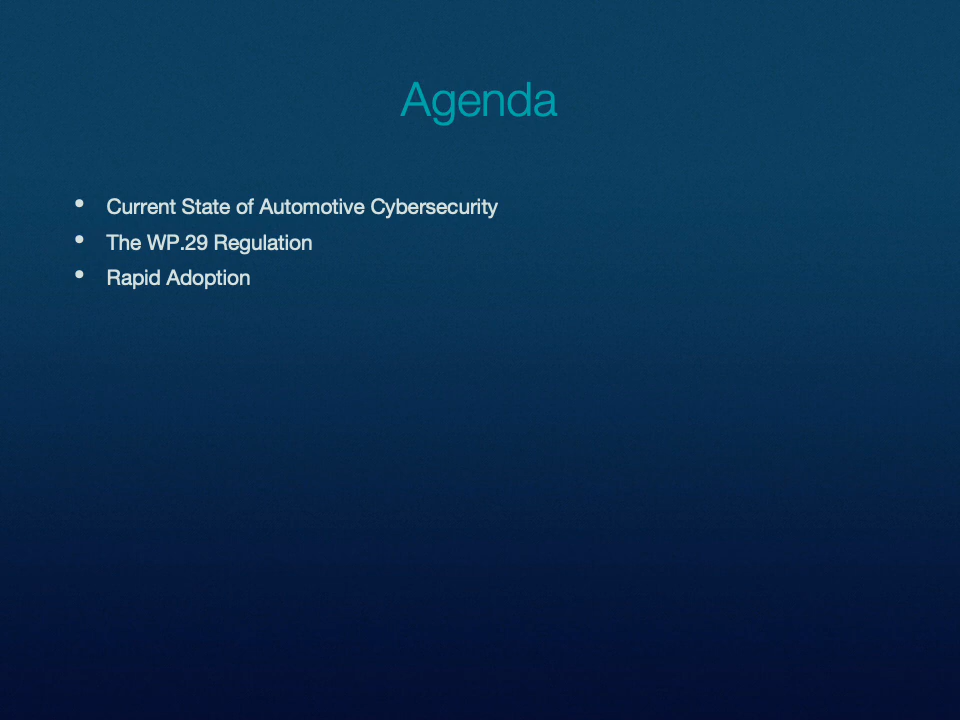 Agenda
• Current State of Automotive Cybersecurity
• The WP.29 Regulation
• Rapid Adoption